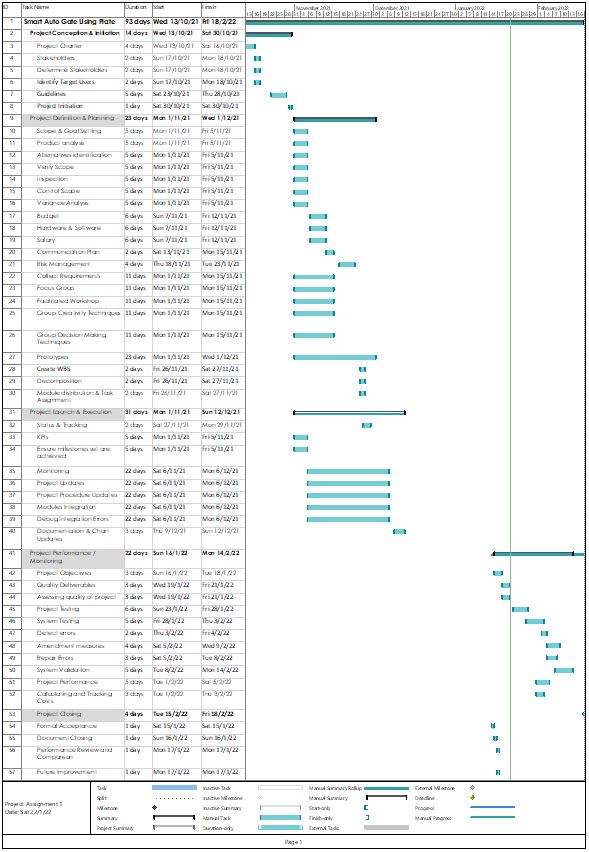 ID Task Name Duration Start Finish November 2021 December 2021 January 2022 February 2022
1 Smart Auto Gate Using Plate 93 days Wed 13/10/21 Fri 18/2/22
2 Project Conception & Initiation 14 days Wed 13/10/21 Sat 30/10/21
3 Project Charter 4 days Wed 13/10/21 Sat 16/10/21
4 Stakeholders 2 days Sun 17/10/21 Mon 18/10/21
5 Determine Stakeholders 2 days Sun 17/10/21 Mon 18/10/21
6 Identify Target Users 2 days Sun 17/10/21 Mon 18/10/21
7 Guidelines 5 days Sat 23/10/21 Thu 28/10/21
8 Project Initiation 1 day Sat 30/10/21 Sat 30/10/21
9 Project Definition & Planning 23 days Mon 1/11/21 Wed 1/12/21
10 Scope & Goal Setting 5 days Mon 1/11/21 Fri 5/11/21
11 Product analysis 5 days Mon 1/11/21 Fri 5/11/21
12 Alternatives identification 5 days Mon 1/11/21 Fri 5/11/21
13 Verify Scope 5 days Mon 1/11/21 Fri 5/11/21
14 Inspection 5 days Mon 1/11/21 Fri 5/11/21
15 Control Scope 5 days Mon 1/11/21 Fri 5/11/21
16 Variance Analysis 5 days Mon 1/11/21 Fri 5/11/21
17 Budget 6 days Sun 7/11/21 Fri 12/11/21
18 Hardware & Software 6 days Sun 7/11/21 Fri 12/11/21
19 Salary 6 days Sun 7/11/21 Fri 12/11/21
20 Communication Plan 2 days Sat 13/11/21 Mon 15/11/21
21 Risk Management 4 days Thu 18/11/21 Tue 23/11/21
22 Collect Requirements 11 days Mon 1/11/21 Mon 15/11/21
23 Focus Group 11 days Mon 1/11/21 Mon 15/11/21
24 Facilitated Workshop 11 days Mon 1/11/21 Mon 15/11/21
25 Group Creativity Techniques 11 days Mon 1/11/21 Mon 15/11/21
26 Group Decision Making 11 days Mon 1/11/21 Mon 15/11/21
Techniques
27 Prototypes 23 days Mon 1/11/21 Wed 1/12/21
28 Create WBS 2 days Fri 26/11/21 Sat 27/11/21
29 Decomposition 2 days Fri 26/11/21 Sat 27/11/21
30 Module distribution & Task 2 days Fri 26/11/21 Sat 27/11/21
Assignment
31 Project Launch & Execution 31 days Mon 1/11/21 Sun 12/12/21
32 Status & Tracking 2 days Sat 27/11/21 Mon 29/11/21
33 KPIs 5 days Mon 1/11/21 Fri 5/11/21
34 Ensure milestones set are 5 days Mon 1/11/21 Fri 5/11/21
achieved
35 Monitoring 22 days Sat 6/11/21 Mon 6/12/21
36 Project Updates 22 days Sat 6/11/21 Mon 6/12/21
37 Project Procedure Updates 22 days Sat 6/11/21 Mon 6/12/21
38 Modules Integration 22 days Sat 6/11/21 Mon 6/12/21
39 Debug Integration Errors 22 days Sat 6/11/21 Mon 6/12/21
40 Documentation & Chart 3 days Thu 9/12/21 Sun 12/12/21
Updates
41 Project Performance / 22 days Sun 16/1/22 Mon 14/2/22
Monitoring
42 Project Objectives 3 days Sun 16/1/22 Tue 18/1/22
43 Quality Deliverables 3 days Wed 19/1/22 Fri 21/1/22
44 Assessing quality of project 3 days Wed 19/1/22 Fri 21/1/22
45 Project Testing 6 days Sun 23/1/22 Fri 28/1/22
46 System Testing 5 days Fri 28/1/22 Thu 3/2/22
47 Detect errors 2 days Thu 3/2/22 Fri 4/2/22
48 Amendment measures 4 days Sat 5/2/22 Wed 9/2/22
49 Repair Errors 3 days Sat 5/2/22 Tue 8/2/22
50 System Validation 5 days Tue 8/2/22 Mon 14/2/22
51 Project Performance 5 days Tue 1/2/22 Sat 5/2/22
52 Calculating and Tracking 3 days Tue 1/2/22 Thu 3/2/22
Costs
53 Project Closing 4 days Tue 15/2/22 Fri 18/2/22
54 Formal Acceptance 1 day Sat 15/1/22 Sat 15/1/22
55 Document Closing 1 day Sun 16/1/22 Sun 16/1/22
56 Performance Review and 1 day Mon 17/1/22 Mon 17/1/22
Comparison
57 Future Improvement 1 day Mon 17/1/22 Mon 17/1/22
Project: Assignment 1
Date: Sat 22/1/22
Task Inactive Task Manual Summary Rollup External Milestone
Split Inactive Milestone Manual Summary Deadline
Milestone Inactive Summary Start-only Progress
Summary Manual Task Finish-only Manual Progress
Project Summary Duration-only External Tasks
Page 1